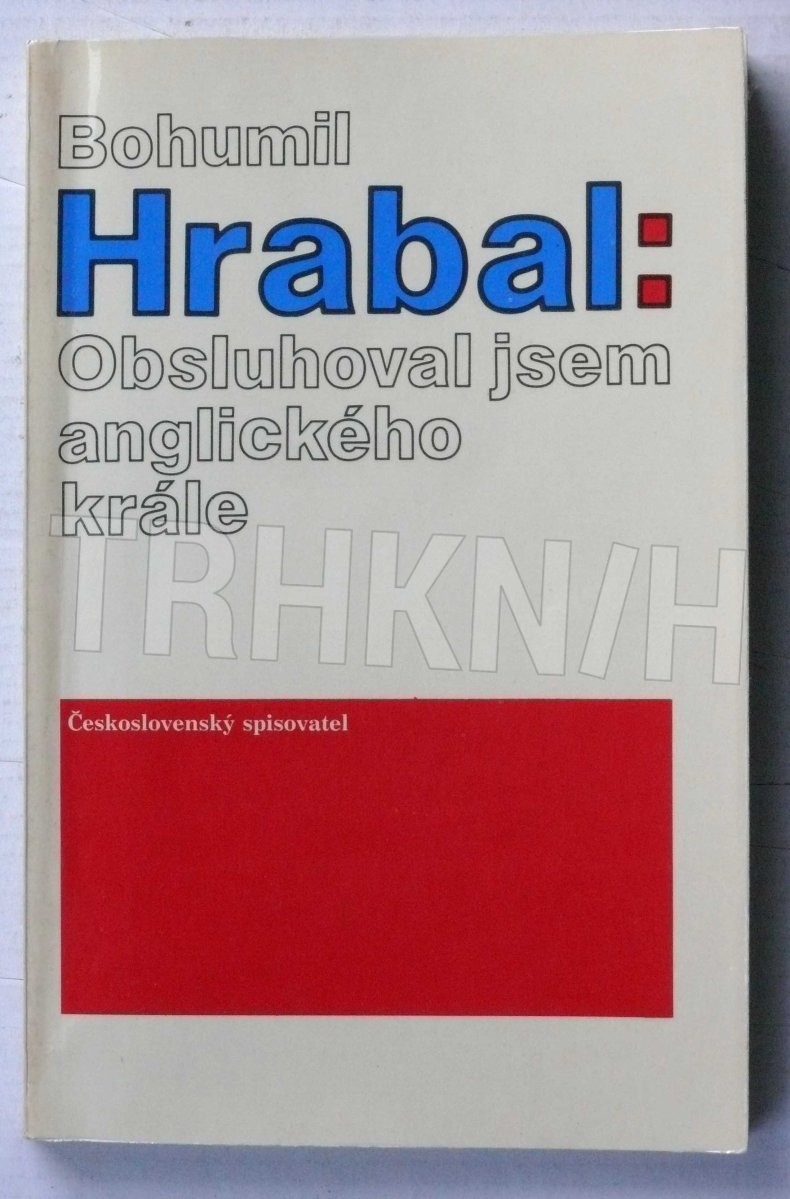 Bohumil
Hrabal:
Obsluhoval jsem
anglického
krále
TRHKN/H
Československý spisovatel